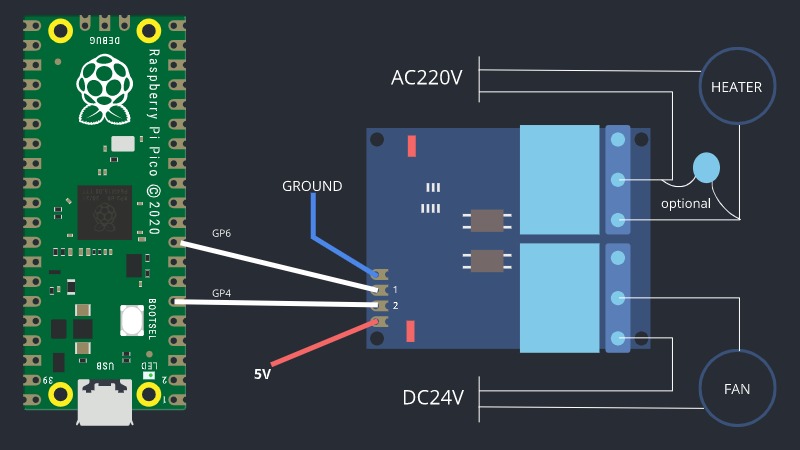 DEBUG
Raspberry Pi Pico © 2020
BOOTSEL
USB
LED
39
2
1
GROUND
GP6
GP4
5V
1
2
AC220V
HEATER
optional
DC24V
FAN